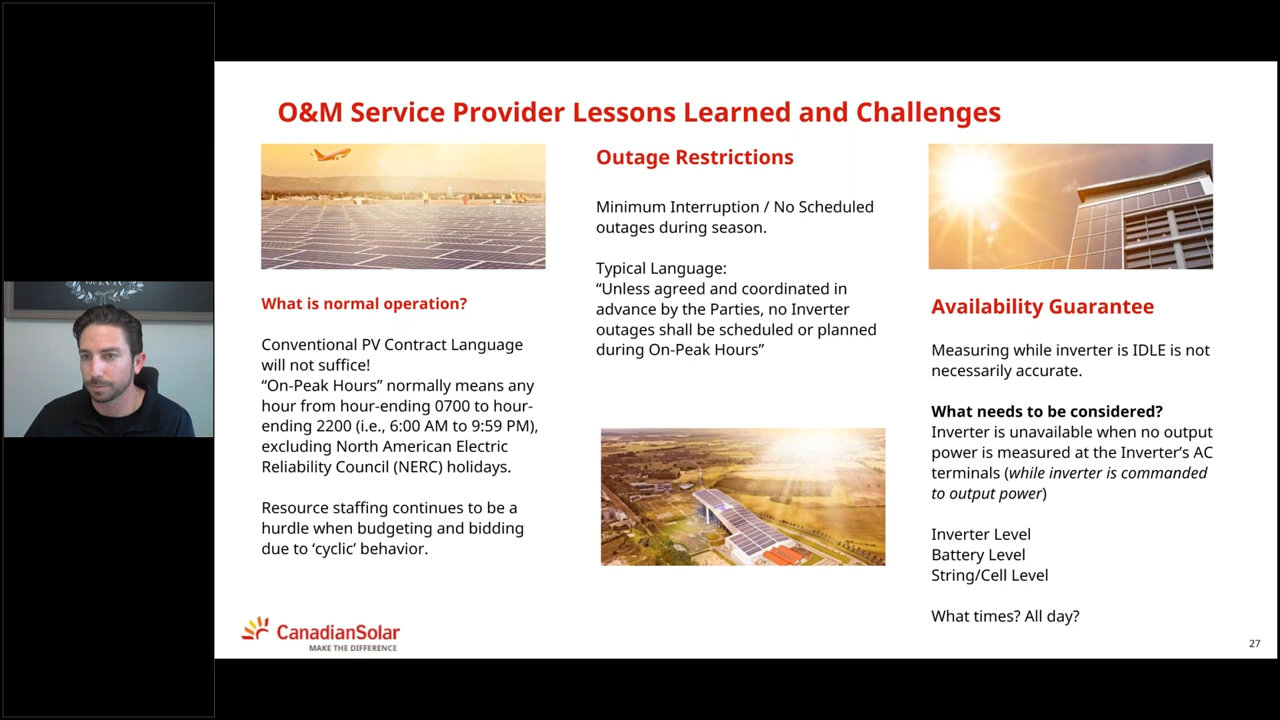 O&M Service Provider Lessons Learned and Challenges
What is normal operation?
Conventional PV Contract Language
will not suffice!
“On-Peak Hours” normally means any
hour from hour-ending 0700 to hour-
ending 2200 (i.e., 6:00 AM to 9:59 PM),
excluding North American Electric
Reliability Council (NERC) holidays.
Resource staffing continues to be a
hurdle when budgeting and bidding
due to ‘cyclic’ behavior.
Outage Restrictions
Minimum Interruption / No Scheduled
outages during season.
Typical Language:
“Unless agreed and coordinated in
advance by the Parties, no Inverter
outages shall be scheduled or planned
during On-Peak Hours”
Availability Guarantee
Measuring while inverter is IDLE is not
necessarily accurate.
What needs to be considered?
Inverter is unavailable when no output
power is measured at the Inverter’s AC
terminals (while inverter is commanded
to output power)
Inverter Level
Battery Level
String/Cell Level
What times? All day?
CanadianSolar
MAKE THE DIFFERENCE
27